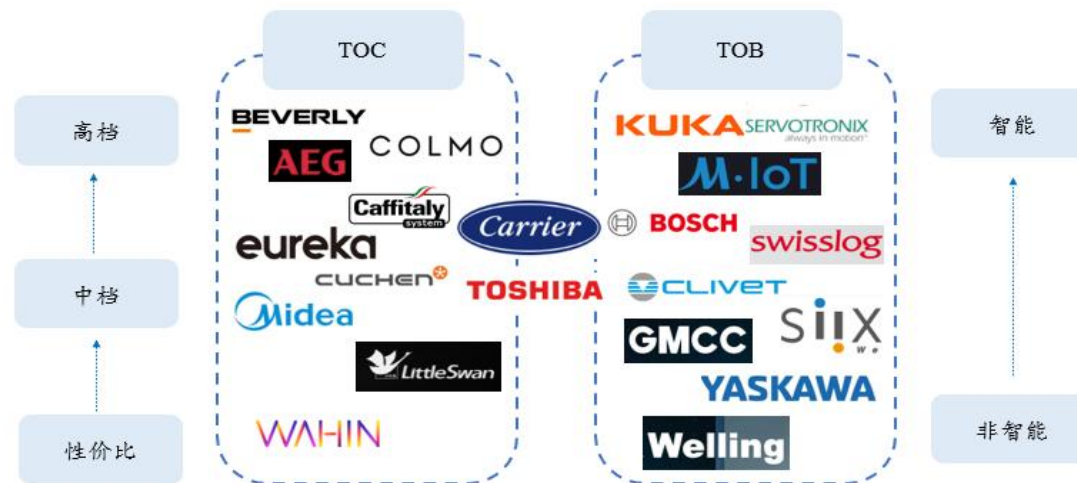 TOC
TOB
高档
中档
性价比
BEVERLY
AEG
COLMO
Caffitaly
system
eureka
CUCHEN
Midea
LittleSwan
WAHIN
Carrier
TOSHIBA
KUKA
SERVOTRONIX
always in motion
M·IoT
BOSCH
swisslog
CLIVET
GMCC
SIIX
we
YASKAWA
Welling
智能
非智能